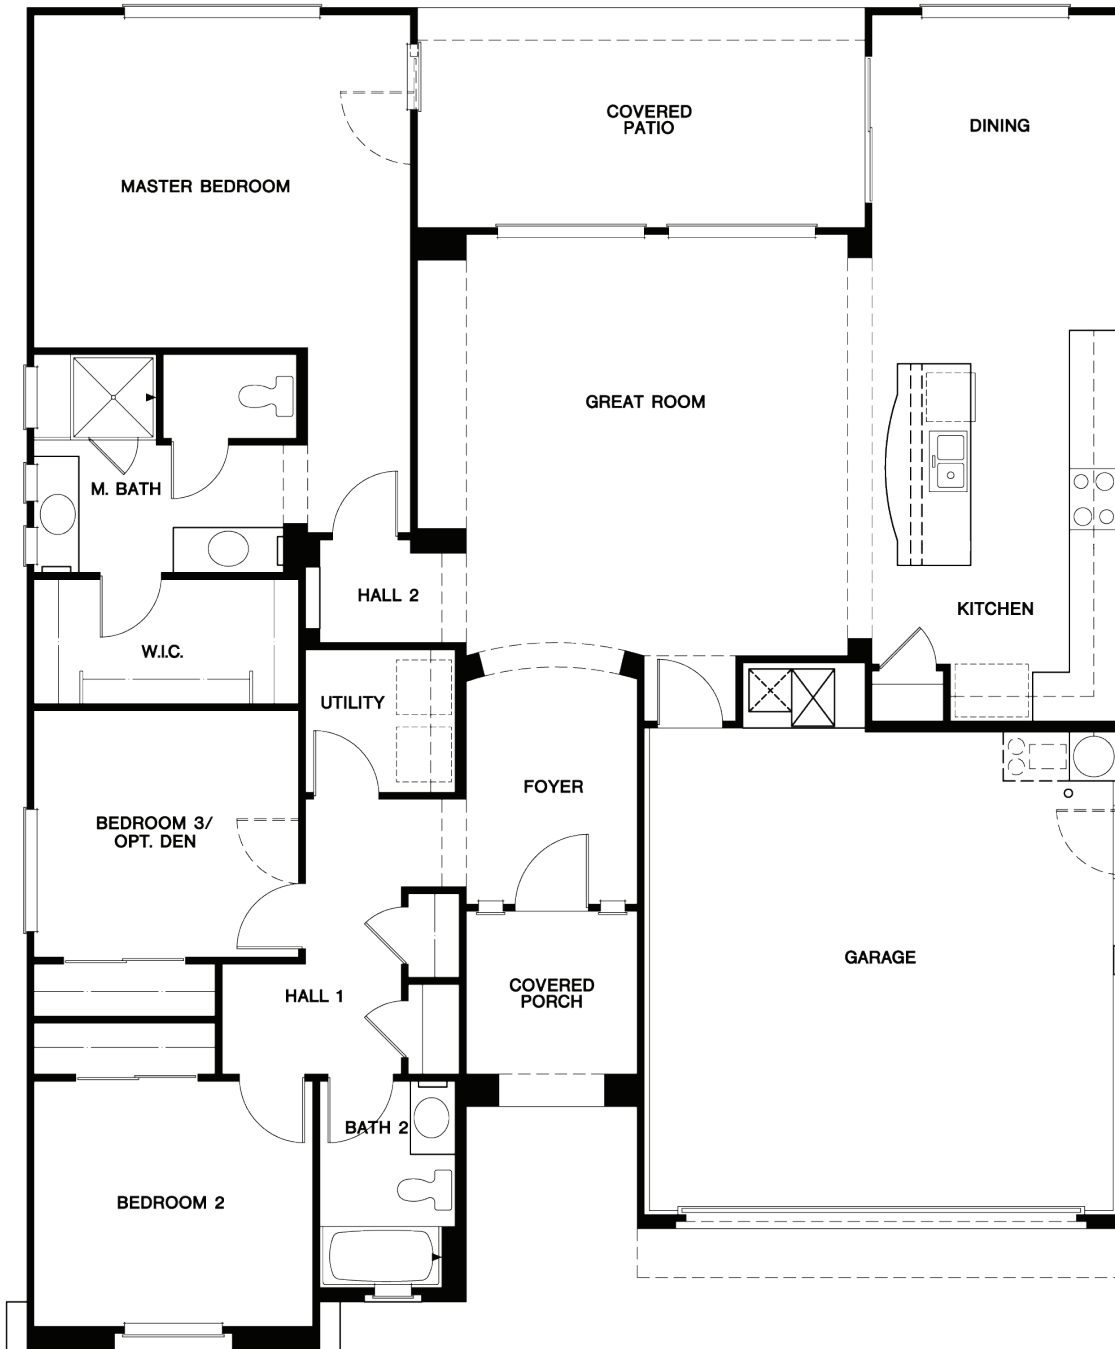 COVERED
PATIO
DINING
MASTER BEDROOM
GREAT ROOM
M. BATH
HALL 2
KITCHEN
W.I.C.
UTILITY
FOYER
BEDROOM 3/
OPT. DEN
GARAGE
HALL 1
COVERED
PORCH
BATH 2
BEDROOM 2